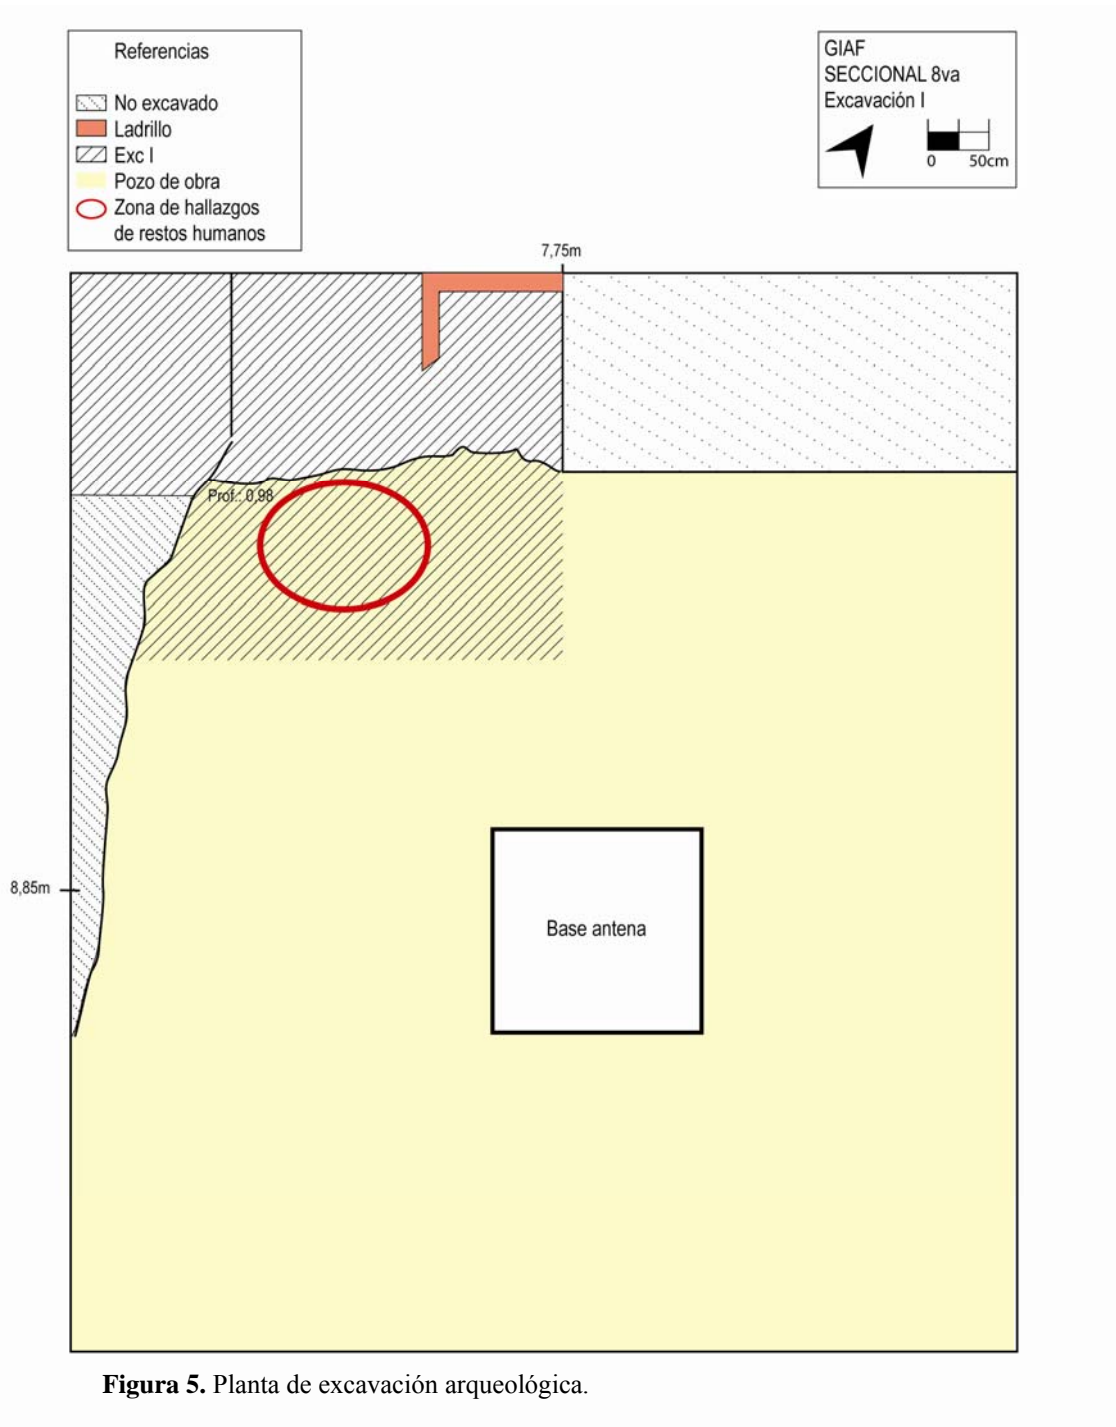 Referencias
No excavado
Ladrillo
Exc I
Pozo de obra
Zona de hallazgos
de restos humanos
GIAF
SECCIONAL 8va
Excavación I
0 50cm
7,75m
Prof.: 0,98
8,85m
Base antena
Figura 5. Planta de excavación arqueológica.